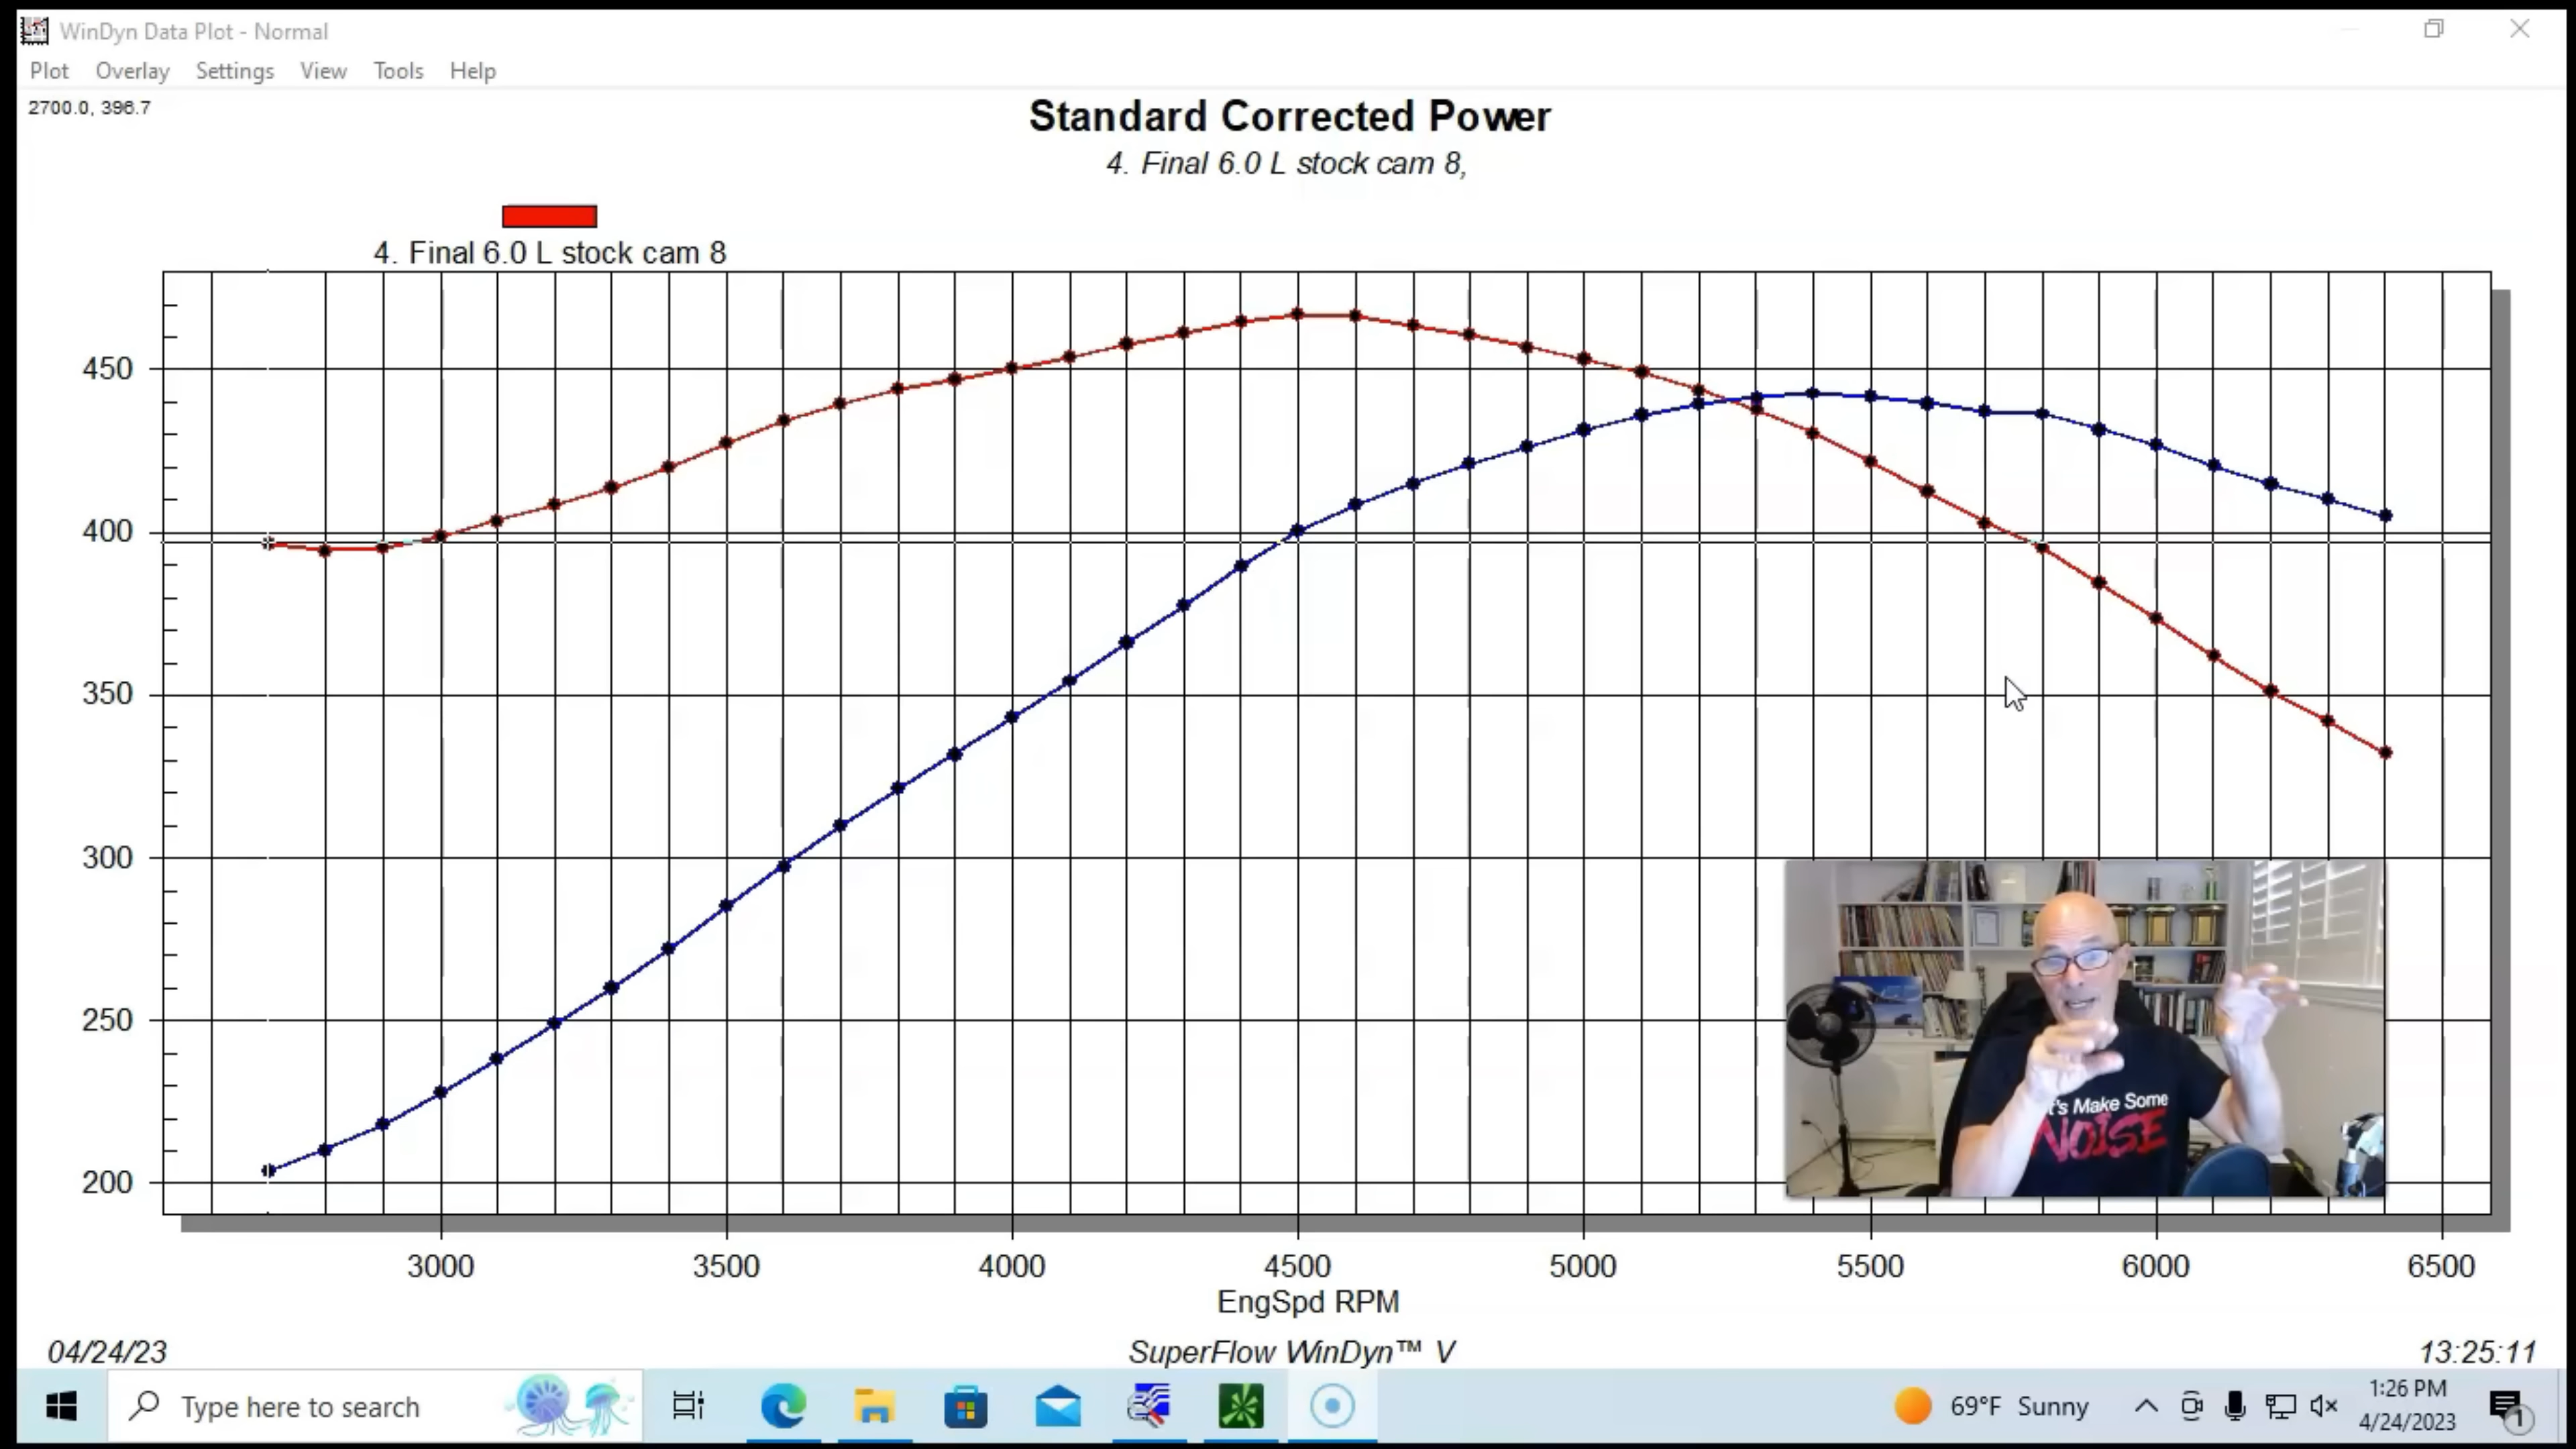 WinDyn Data Plot - Normal
Plot Overlay Settings View Tools Help
2700.0, 396.7
Standard Corrected Power
4. Final 6.0 L stock cam 8,
4. Final 6.0 L stock cam 8
450
400
350
300
250
200
3000 3500 4000 4500 5000 5500 6000 6500
EngSpd RPM
't's Make Some
NOISE
04/24/23 SuperFlow WinDyn™ V 13:25:11
Type here to search
69°F Sunny
1:26 PM
4/24/2023
1